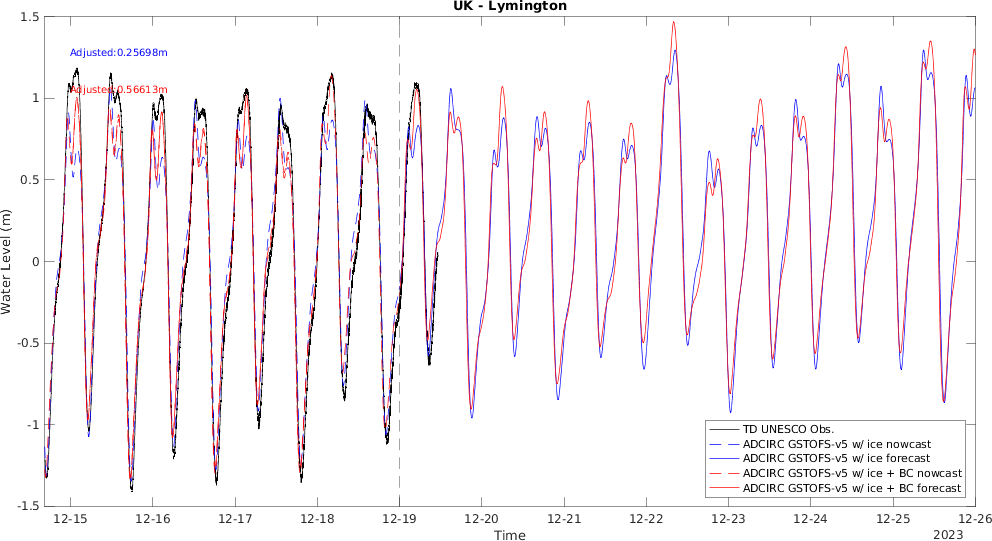 UK - Lymington
1.5
1
0.5
0
-0.5
-1
-1.5
Water Level (m)
Adjusted:0.25698m
Adjusted:0.56613m
TD UNESCO Obs.
ADCIRC GSTOFS-v5 w/ ice nowcast
ADCIRC GSTOFS-v5 w/ ice forecast
ADCIRC GSTOFS-v5 w/ ice + BC nowcast
ADCIRC GSTOFS-v5 w/ ice + BC forecast
12-15 12-16 12-17 12-18 12-19 12-20 12-21 12-22 12-23 12-24 12-25 12-26
Time
2023